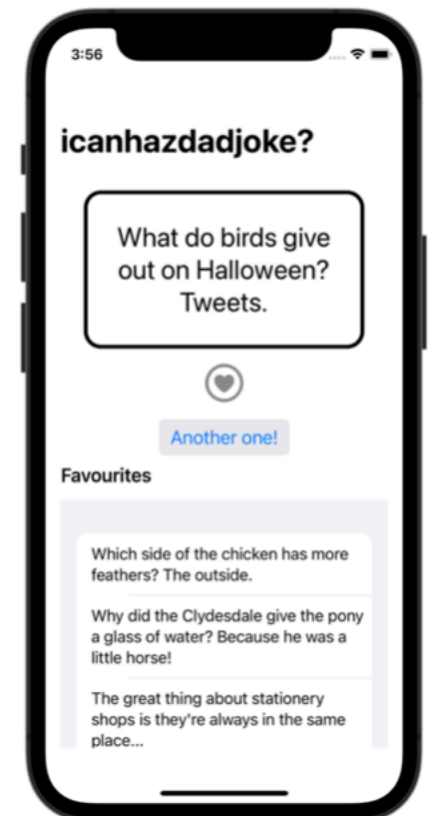 3:56
icanhazdadjoke?
What do birds give
out on Halloween?
Tweets.
Another one!
Favourites
Which side of the chicken has more
feathers? The outside.
Why did the Clydesdale give the pony
a glass of water? Because he was a
little horse!
The great thing about stationery
shops is they're always in the same
place...